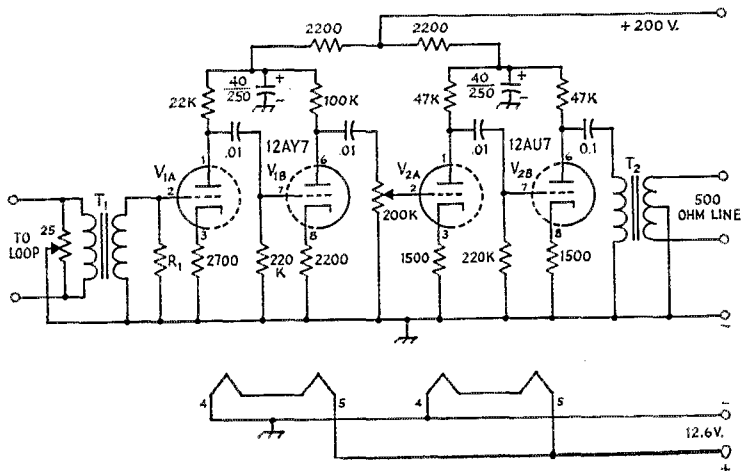 2200
2200
+200 V.
40
250
+
-
40
250
+
-
22K
100K
47K
47K
.01
12AY7
.01
.01
12AU7
0.1
1
6
1
6
V1A
V1B
V2A
V2B
T1
T2
2
7
2
7
25
TO
LOOP
200K
500
OHM LINE
3
8
3
8
R1
2700
220
K
2200
1500
220K
1500
-
4
5
4
5
-
12.6V.
+